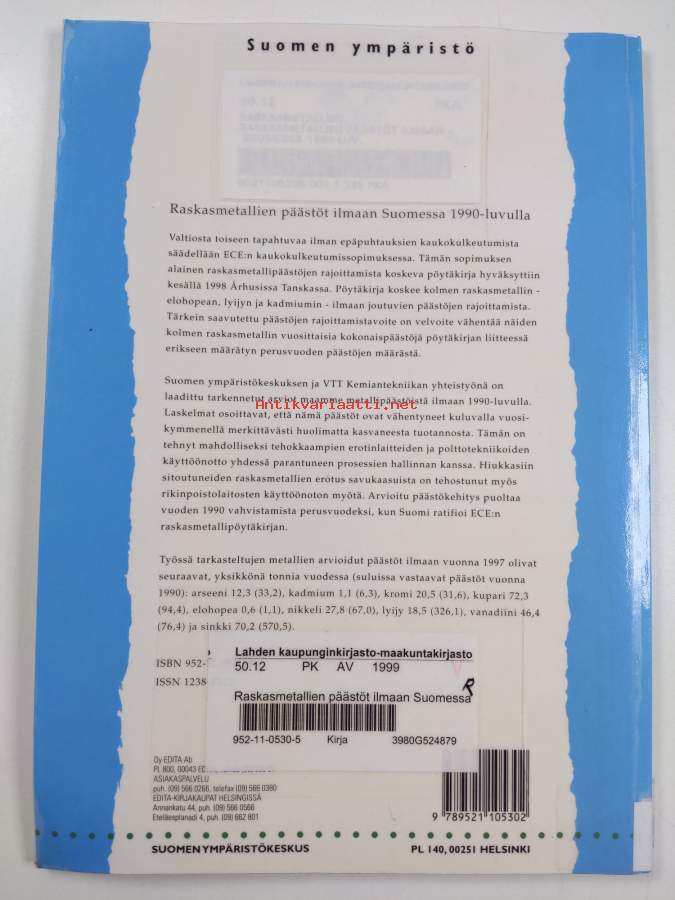 Suomen ympäristö
Raskasmetallien päästöt ilmaan Suomessa 1990-luvulla
Valtiosta toiseen tapahtuvaa ilman epäpuhtauksien kaukokulkeutumista
säädellään ECE:n kaukokulkeutumissopimuksessa. Tämän sopimuksen
alainen raskasmetallipäästöjen rajoittamista koskeva pöytäkirja hyväksyttiin
kesällä 1998 Århusissa Tanskassa. Pöytäkirja koskee kolmen raskasmetallin -
elohopean, lyijyn ja kadmiumin - ilmaan joutuvien päästöjen rajoittamista.
Tärkein saavutettu päästöjen rajoittamistavoite on velvoite vähentää näiden
kolmen raskasmetallin vuosittaisia kokonaispäästöjä pöytäkirjan liitteessä
erikseen määrätyn perusvuoden päästöjen määrästä.
Suomen ympäristökeskuksen ja VTT Kemiantekniikan yhteistyönä on
laadittu tarkennetut arviot maamme metallipäästöistä ilmaan 1990-luvulla.
Antikvariaatti.net
Laskelmat osoittavat, että nämä päästöt ovat vähentyneet kuluvalla vuosi-
kymmenellä merkittävästi huolimatta kasvaneesta tuotannosta. Tämän on
tehnyt mahdolliseksi tehokkaampien erotinlaitteiden ja polttotekniikoiden
käyttöönotto yhdessä parantuneen prosessien hallinnan kanssa. Hiukkasiin
sitoutuneiden raskasmetallien erotus savukaasuista on tehostunut myös
rikinpoistolaitosten käyttöönoton myötä. Arvioitu päästökehitys puoltaa
vuoden 1990 vahvistamista perusvuodeksi, kun Suomi ratifioi ECE:n
raskasmetallipöytäkirjan.
Työssä tarkasteltujen metallien arvioidut päästöt ilmaan vuonna 1997 olivat
seuraavat, yksikkönä tonnia vuodessa (suluissa vastaavat päästöt vuonna
1990): arseeni 12,3 (33,2), kadmium 1,1 (6,3), kromi 20,5 (31,6), kupari 72,3
(94,4), elohopea 0,6 (1,1), nikkeli 27,8 (67,0), lyijy 18,5 (326,1), vanadiini 46,4
(76,4) ja sinkki 70,2 (570,5).
ISBN 952-
ISSN 1238
Lahden kaupunginkirjasto-maakuntakirjasto
50.12 PK AV 1999
R
Raskasmetallien päästöt ilmaan Suomessa
952-11-0530-5 Kirja 3980G524879
Oy EDITA Ab
PL 800, 00043
ASIAKASPALVELU
puh. (09) 566 0266, telefax (09) 566 0380
EDITA-KIRJAKAUPAT HELSINGISSÄ
Annankatu 44, puh. (09) 566 0566
Eteläesplanadi 4, puh. (09) 662 801
9 789521 105302
SUOMEN YMPÄRISTÖKESKUS PL 140, 00251 HELSINKI